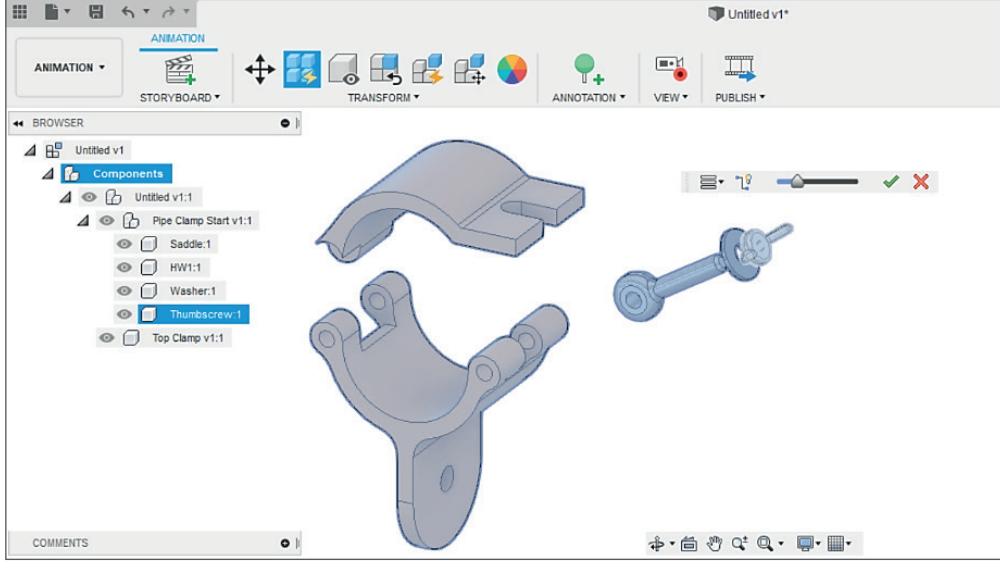 Untitled v1*
ANIMATION
ANIMATION
STORYBOARD
TRANSFORM
ANNOTATION
VIEW
PUBLISH
BROWSER
Untitled v1
Components
Untitled v1:1
Pipe Clamp Start v1:1
Saddle:1
HW1:1
Washer:1
Thumbscrew:1
Top Clamp v1:1
COMMENTS